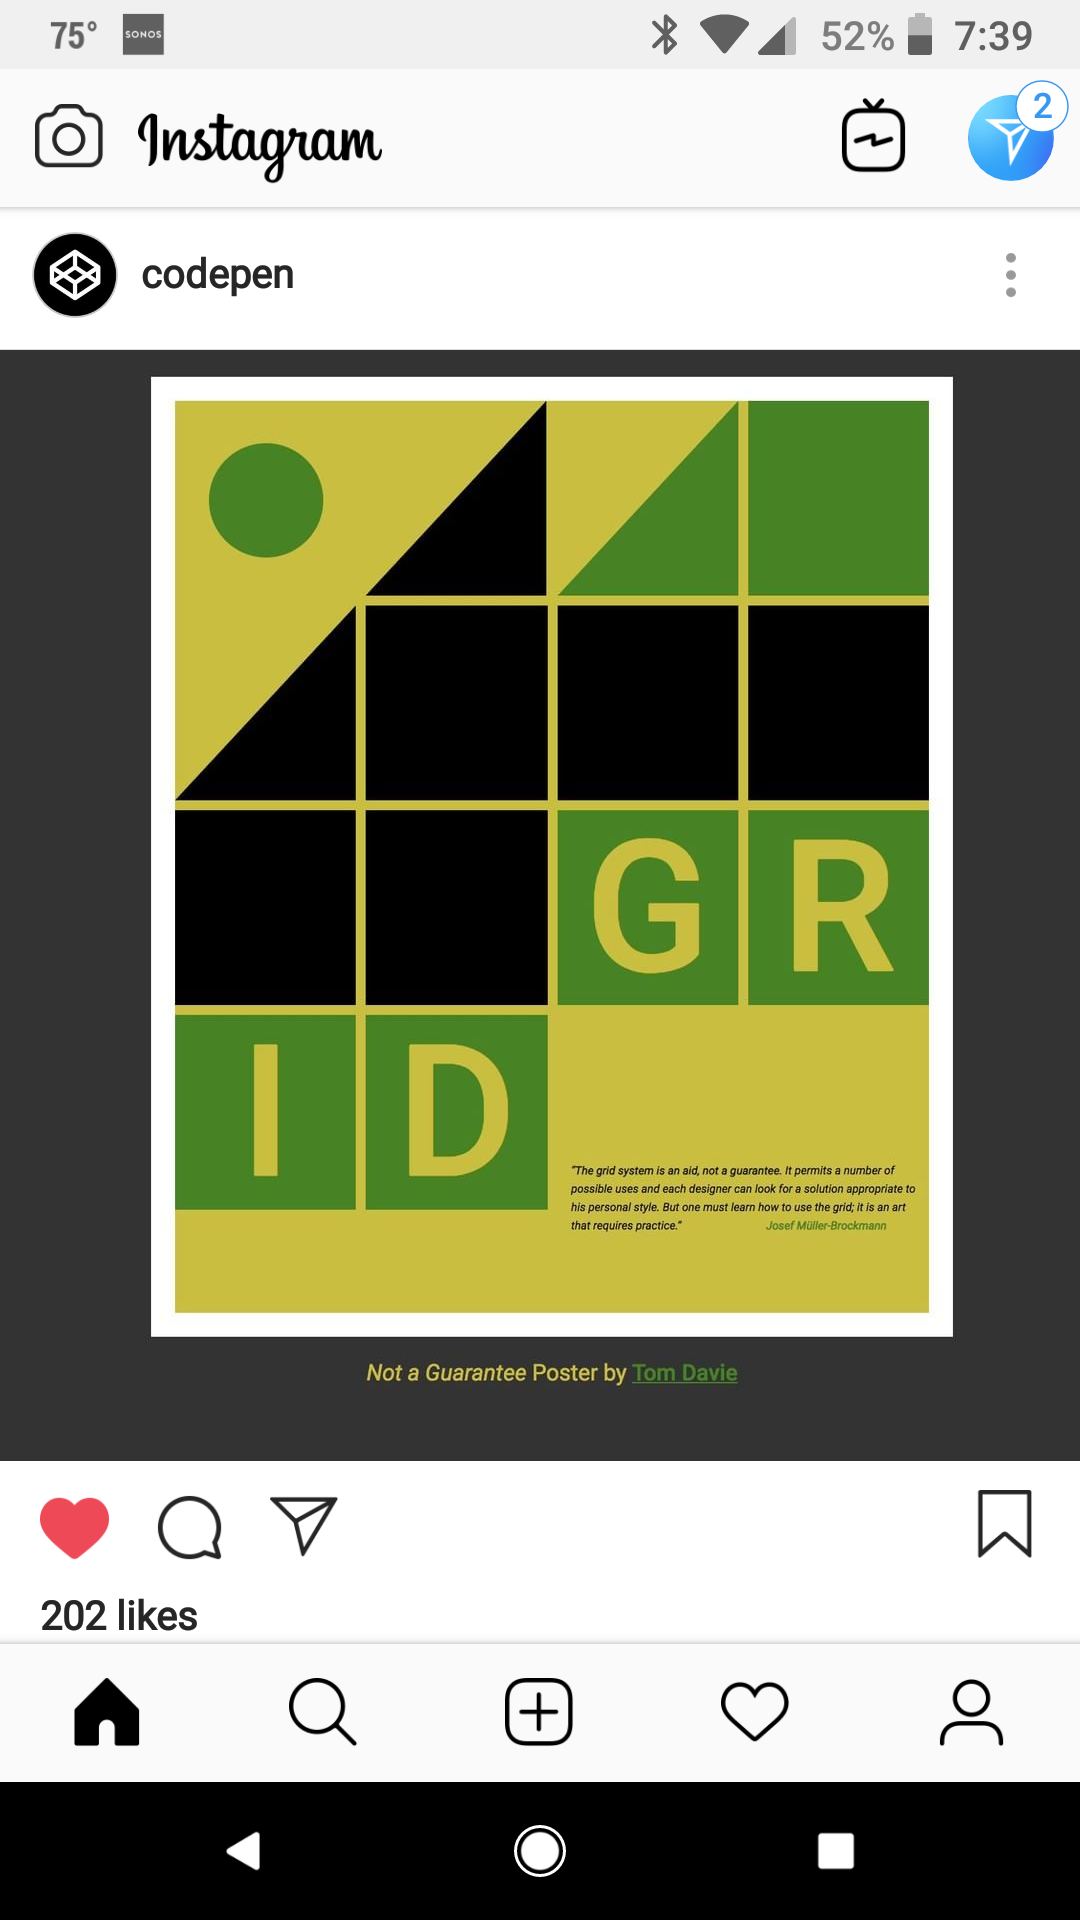 75° SONOS 52% 7:39
Instagram 2
codepen
G R
I D
"The grid system is an aid, not a guarantee. It permits a number of
possible uses and each designer can look for a solution appropriate to
his personal style. But one must learn how to use the grid; it is an art
that requires practice." Josef Müller-Brockmann
Not a Guarantee Poster by Tom Davie
202 likes